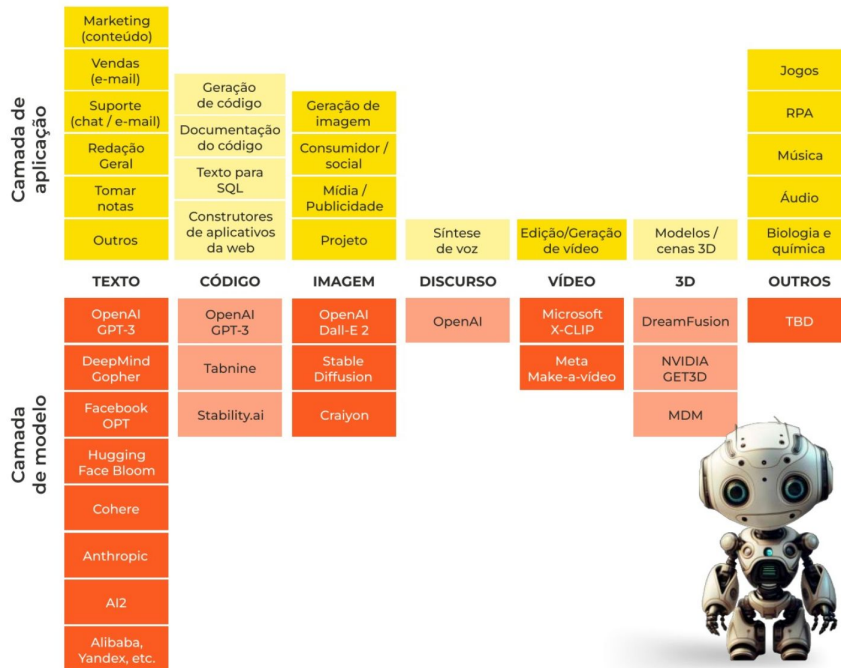 Camada de
aplicação
Marketing
(conteúdo)
Vendas
(e-mail)
Suporte
(chat / e-mail)
Redação
Geral
Tomar
notas
Outros
Geração
de código
Documentação
do código
Texto para
SQL
Construtores
de aplicativos
da web
Geração de
imagem
Consumidor /
social
Mídia /
Publicidade
Projeto
Síntese
de voz
Edição/Geração
de vídeo
Modelos /
cenas 3D
Jogos
RPA
Música
Áudio
Biologia e
química
TEXTO
CÓDIGO
IMAGEM
DISCURSO
VÍDEO
3D
OUTROS
Camada
de modelo
OpenAI
GPT-3
DeepMind
Gopher
Facebook
OPT
Hugging
Face Bloom
Cohere
Anthropic
AI2
Alibaba,
Yandex, etc.
OpenAI
GPT-3
Tabnine
Stability.ai
OpenAI
Dall-E 2
Stable
Diffusion
Craiyon
OpenAI
Microsoft
X-CLIP
Meta
Make-a-vídeo
DreamFusion
NVIDIA
GET3D
MDM
TBD